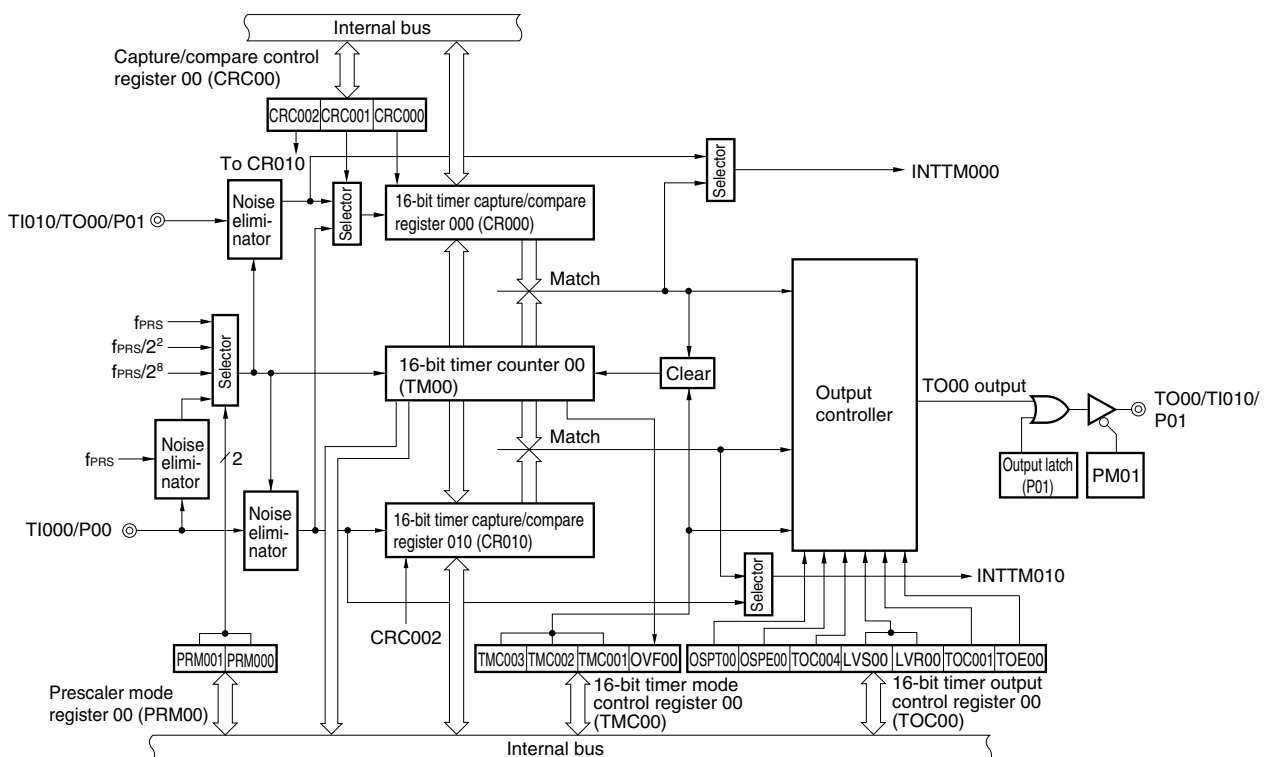 Internal bus
Capture/compare control
register 00 (CRC00)
CRC002 CRC001 CRC000
To CR010
Selector
INTTM000
TI010/TO00/P01
Noise
elimi-
nator
Selector
16-bit timer capture/compare
register 000 (CR000)
Match
fPRS
fPRS/2²
fPRS/2⁸
Selector
16-bit timer counter 00
(TM00)
Clear
Output
controller
TO00 output
TO00/TI010/
P01
Output latch
(P01)
PM01
Match
fPRS
Noise
elimi-
nator
2
TI000/P00
Noise
elimi-
nator
16-bit timer capture/compare
register 010 (CR010)
Selector
INTTM010
CRC002
PRM001 PRM000
TMC003 TMC002 TMC001 OVF00
OSPT00 OSPE00 TOC004 LVS00 LVR00 TOC001 TOE00
Prescaler mode
register 00 (PRM00)
16-bit timer mode
control register 00
(TMC00)
16-bit timer output
control register 00
(TOC00)
Internal bus